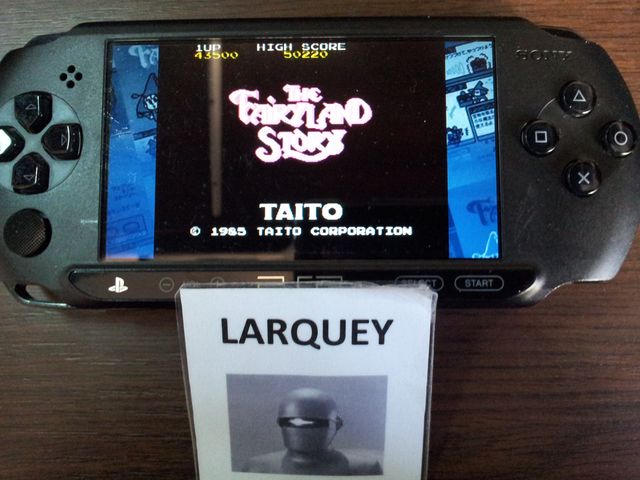 1UP HIGH SCORE
43500 50220
THE
FAIRYLAND
STORY
TAITO
© 1985 TAITO CORPORATION
SONY
SELECT START
LARQUEY